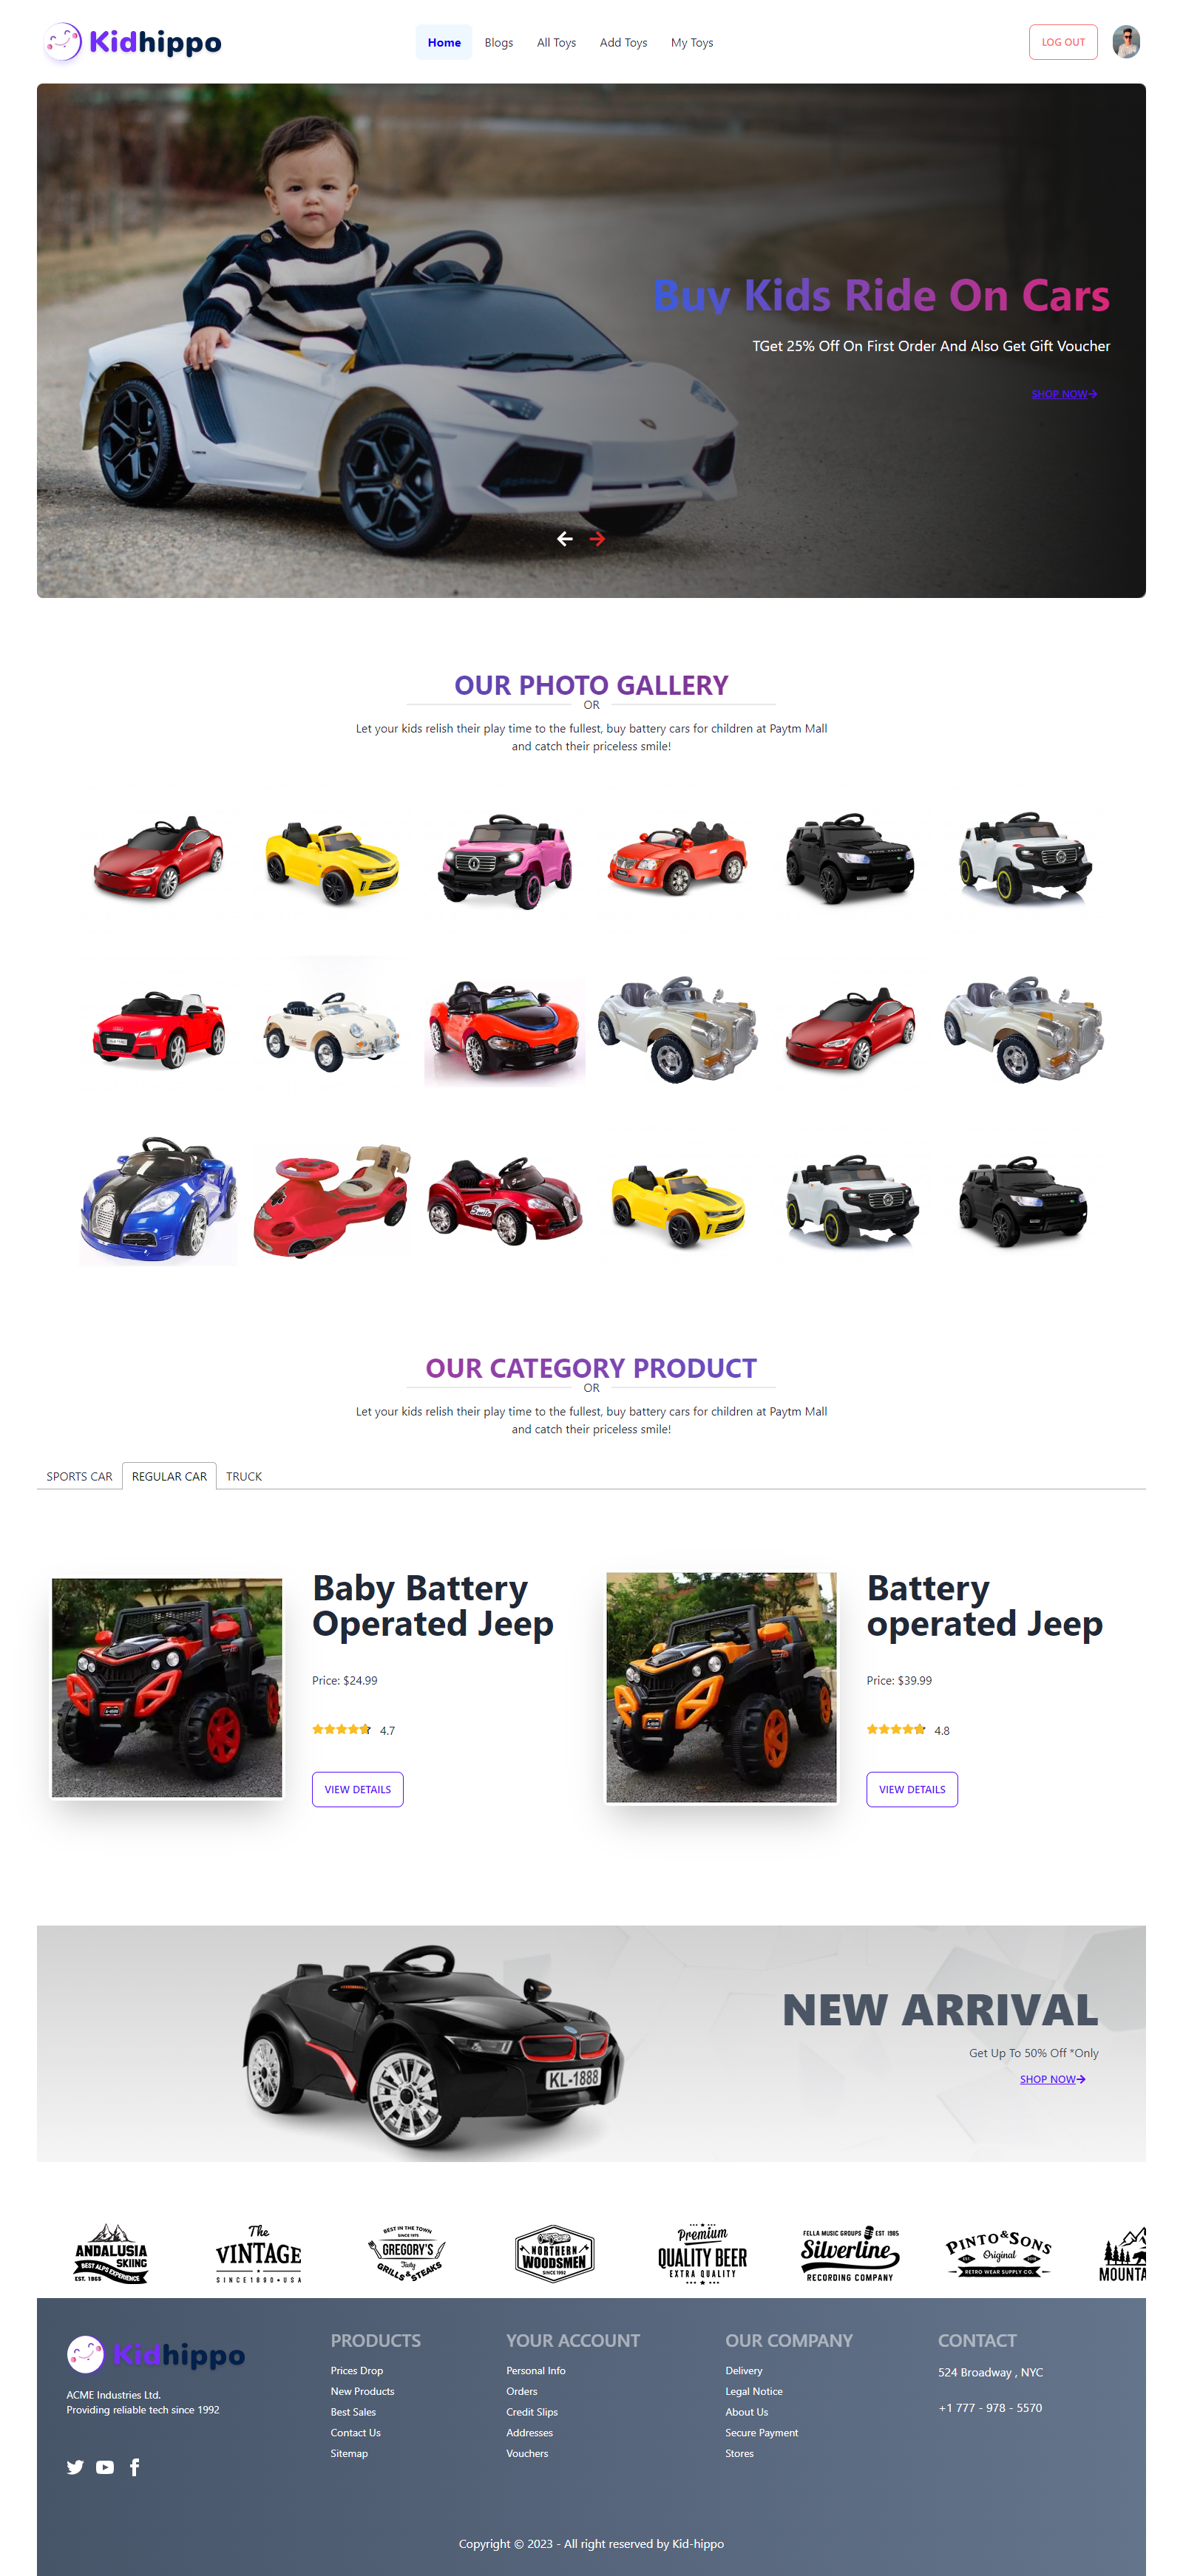 Kidhippo
Home
Blogs
All Toys
Add Toys
My Toys
LOG OUT
Buy Kids Ride On Cars
TGet 25% Off On First Order And Also Get Gift Voucher
SHOP NOW
OUR PHOTO GALLERY
OR
Let your kids relish their play time to the fullest, buy battery cars for children at Paytm Mall
and catch their priceless smile!
OUR CATEGORY PRODUCT
OR
Let your kids relish their play time to the fullest, buy battery cars for children at Paytm Mall
and catch their priceless smile!
SPORTS CAR
REGULAR CAR
TRUCK
Baby Battery
Operated Jeep
Price: $24.99
4.7
VIEW DETAILS
Battery
operated Jeep
Price: $39.99
4.8
VIEW DETAILS
KL-1888
NEW ARRIVAL
Get Up To 50% Off *Only
SHOP NOW
ANDALUSIA
SKIING
BEST ALPS EXPERIENCE
EST. 1965
The
VINTAGE
SINCE1890•USA
BEST IN THE TOWN
SINCE 1975
GREGORY'S
Tasty
GRILLS & STEAKS
NORTHERN
WOODSMEN
SINCE 1992
Premium
QUALITY BEER
EXTRA QUALITY
FELLA MUSIC GROUPS EST 1985
Silverline
RECORDING COMPANY
PINTO & SONS
Original
RETRO WEAR SUPPLY CO.
MOUNTA
Kidhippo
ACME Industries Ltd.
Providing reliable tech since 1992
PRODUCTS
Prices Drop
New Products
Best Sales
Contact Us
Sitemap
YOUR ACCOUNT
Personal Info
Orders
Credit Slips
Addresses
Vouchers
OUR COMPANY
Delivery
Legal Notice
About Us
Secure Payment
Stores
CONTACT
524 Broadway , NYC
+1 777 - 978 - 5570
Copyright © 2023 - All right reserved by Kid-hippo